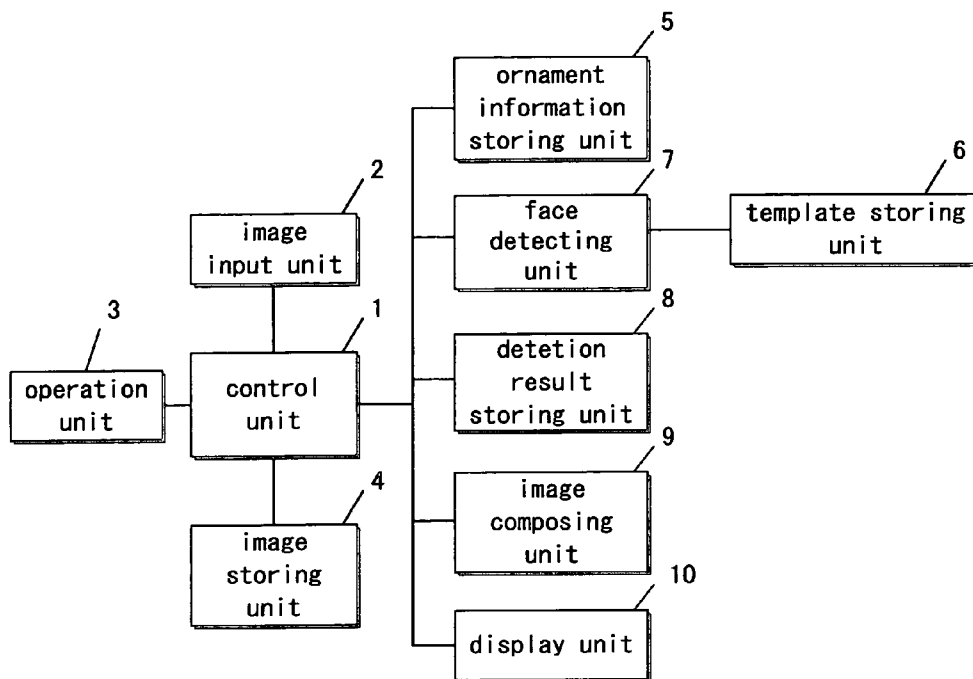 5
ornament
information
storing unit
2
image
input unit
7
face
detecting
unit
6
template storing
unit
3
operation
unit
1
control
unit
8
detetion
result
storing unit
4
image
storing
unit
9
image
composing
unit
10
display unit